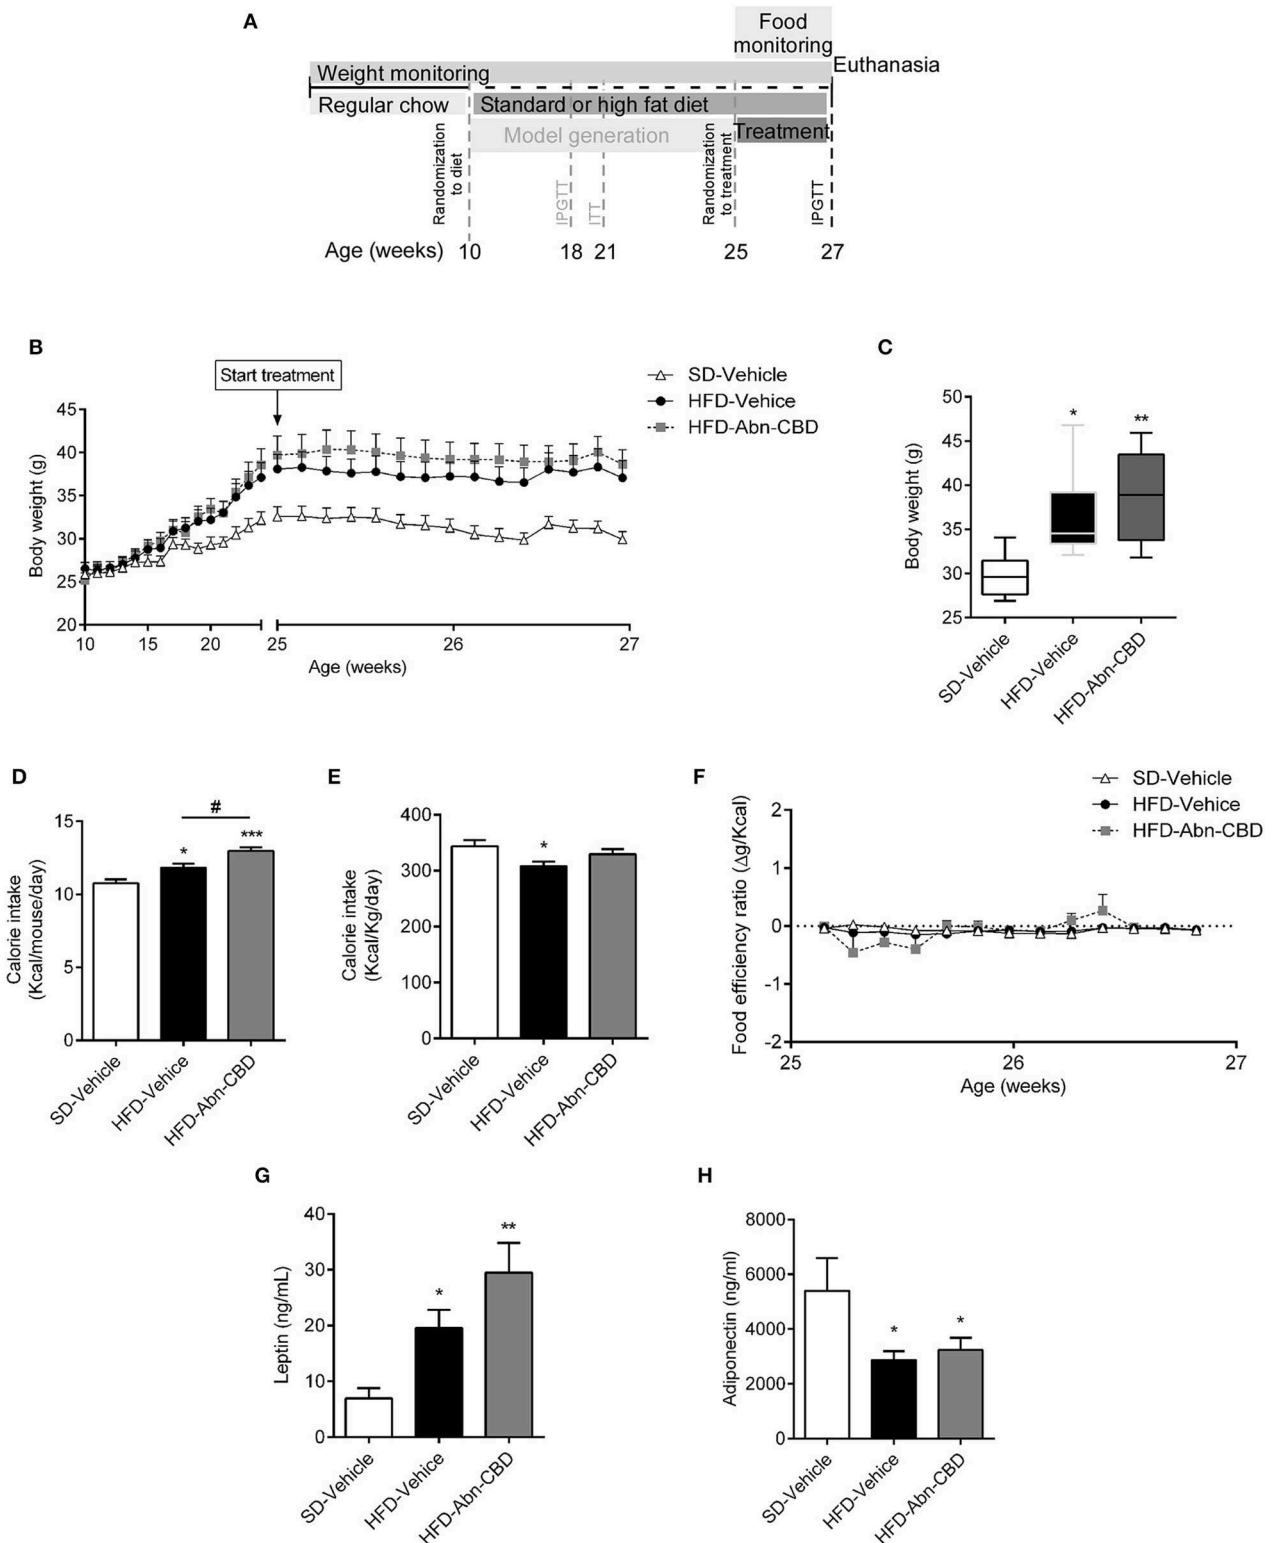 A
Food
monitoring
Euthanasia
Weight monitoring
Regular chow
Standard or high fat diet
Model generation
Treatment
Randomization
to diet
IPGTT
ITT
Randomization
to treatment
IPGTT
Age (weeks) 10 18 21 25 27
B
Start treatment
SD-Vehicle
HFD-Vehice
HFD-Abn-CBD
Body weight (g)
45
40
35
30
25
20
10 15 20 25 26 27
Age (weeks)
C
Body weight (g)
50
45
40
35
30
25
*
**
SD-Vehicle
HFD-Vehice
HFD-Abn-CBD
D
Calorie intake
(Kcal/mouse/day)
15
10
5
0
#
*
***
SD-Vehicle
HFD-Vehice
HFD-Abn-CBD
E
Calorie intake
(Kcal/Kg/day)
400
300
200
100
0
*
SD-Vehicle
HFD-Vehice
HFD-Abn-CBD
F
SD-Vehicle
HFD-Vehice
HFD-Abn-CBD
Food efficiency ratio (Δg/Kcal)
2
1
0
-1
-2
25 26 27
Age (weeks)
G
Leptin (ng/mL)
40
30
20
10
0
*
**
SD-Vehicle
HFD-Vehice
HFD-Abn-CBD
H
Adiponectin (ng/ml)
8000
6000
4000
2000
0
*
*
SD-Vehicle
HFD-Vehice
HFD-Abn-CBD